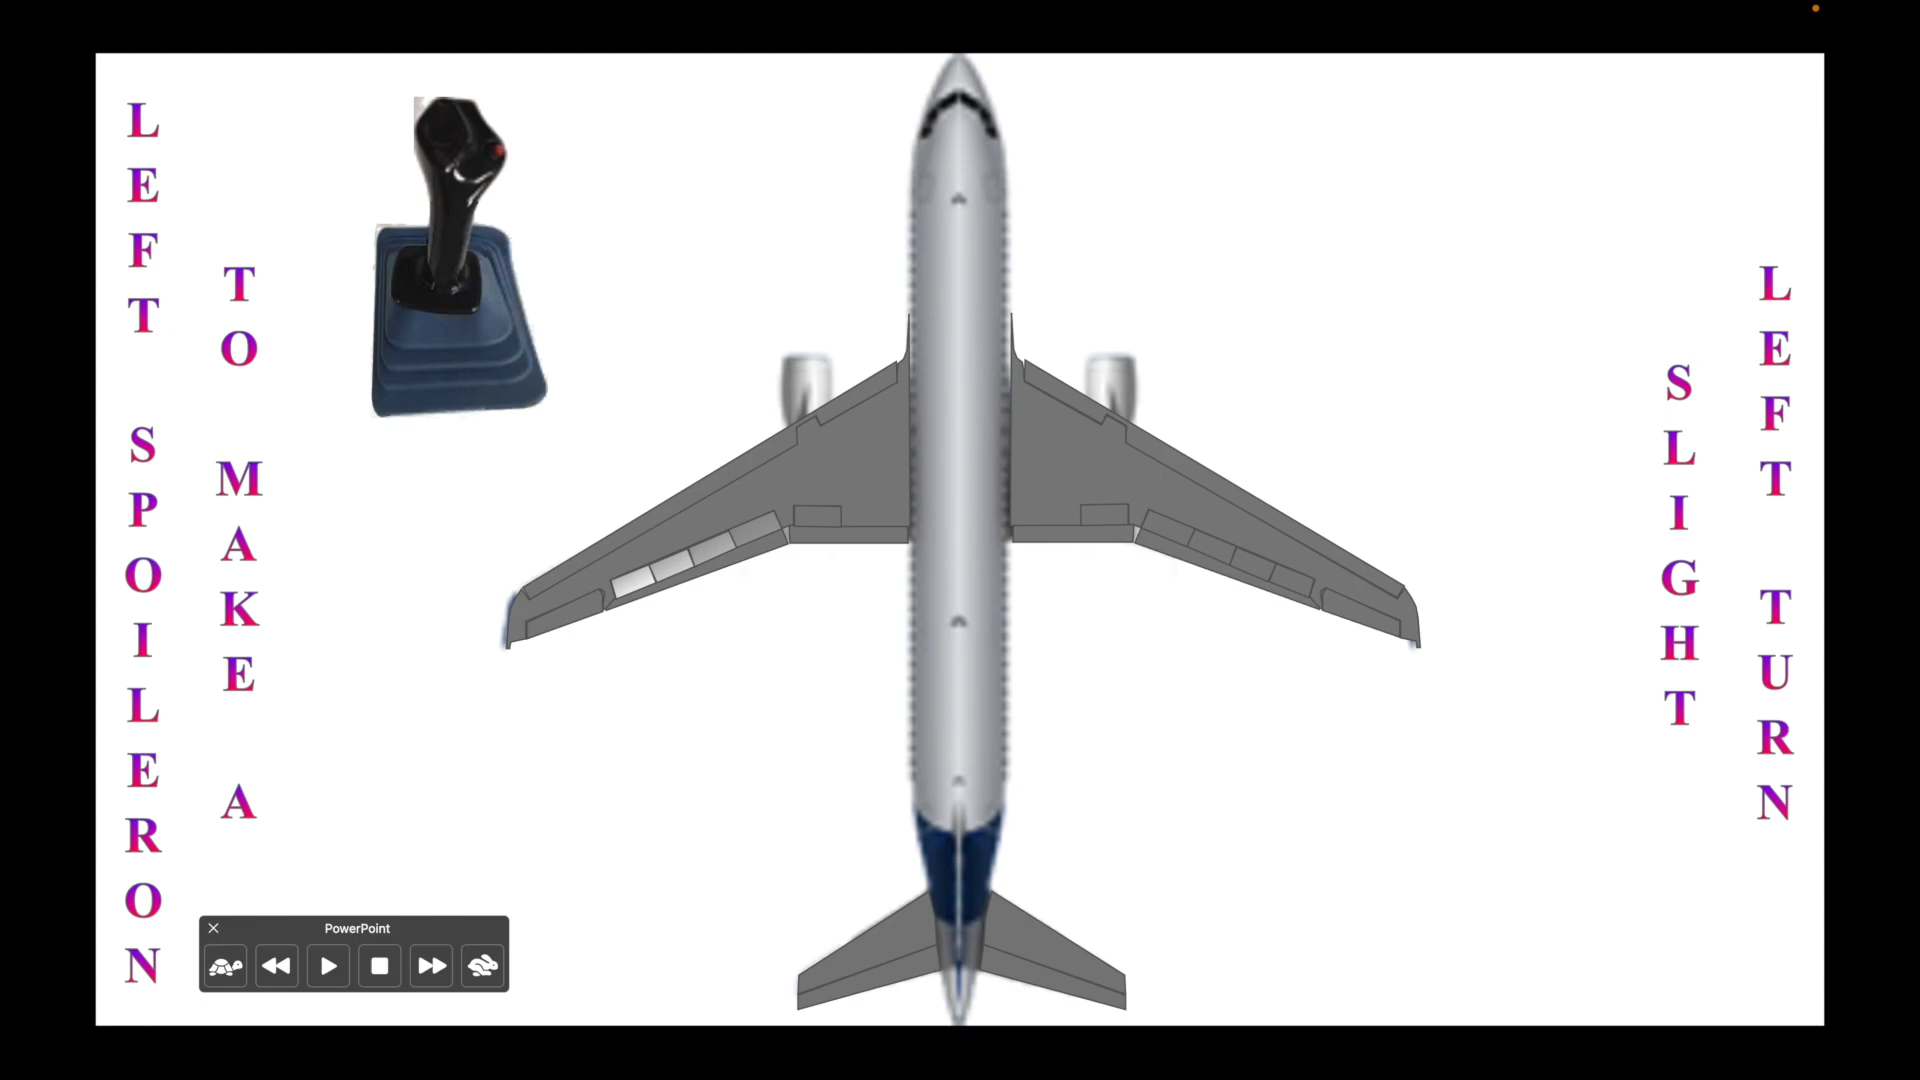 LEFT SPOILERON
TO MAKE A
SLIGHT
LEFT TURN
PowerPoint